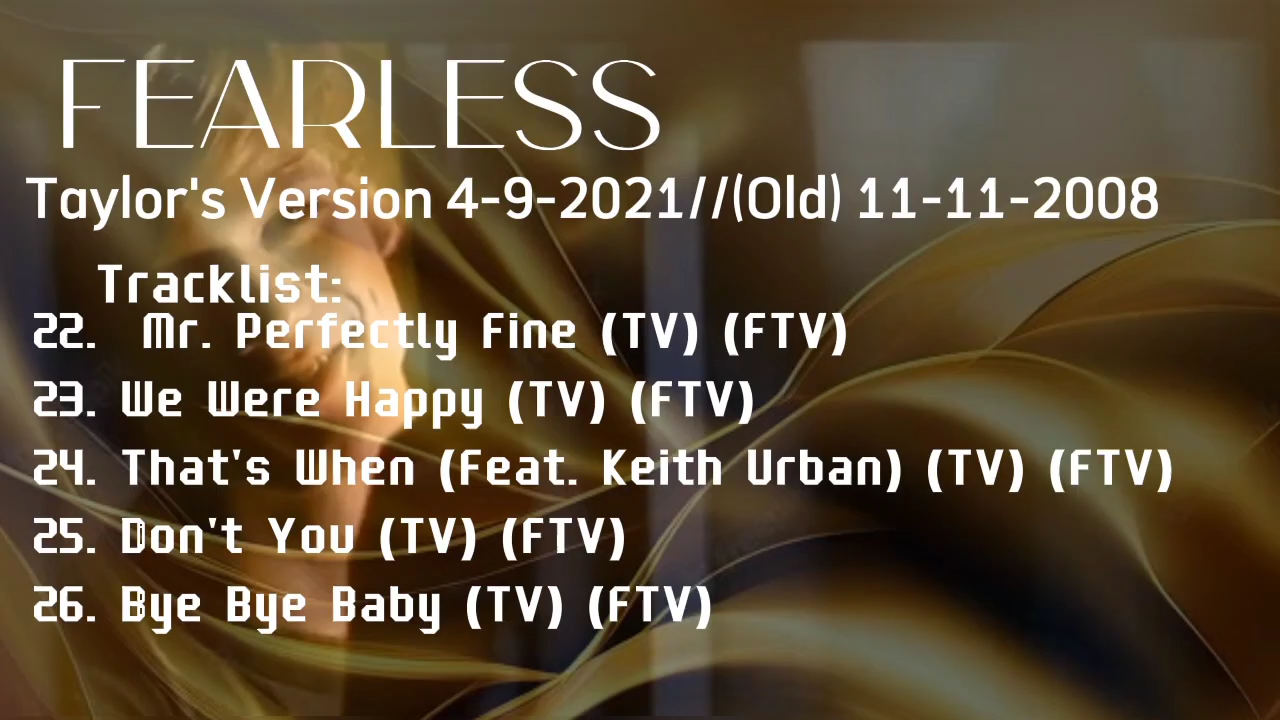 FEARLESS
Taylor's Version 4-9-2021//(Old) 11-11-2008
Tracklist:
22. Mr. Perfectly Fine (TV) (FTV)
23. We Were Happy (TV) (FTV)
24. That's When (Feat. Keith Urban) (TV) (FTV)
25. Don't You (TV) (FTV)
26. Bye Bye Baby (TV) (FTV)